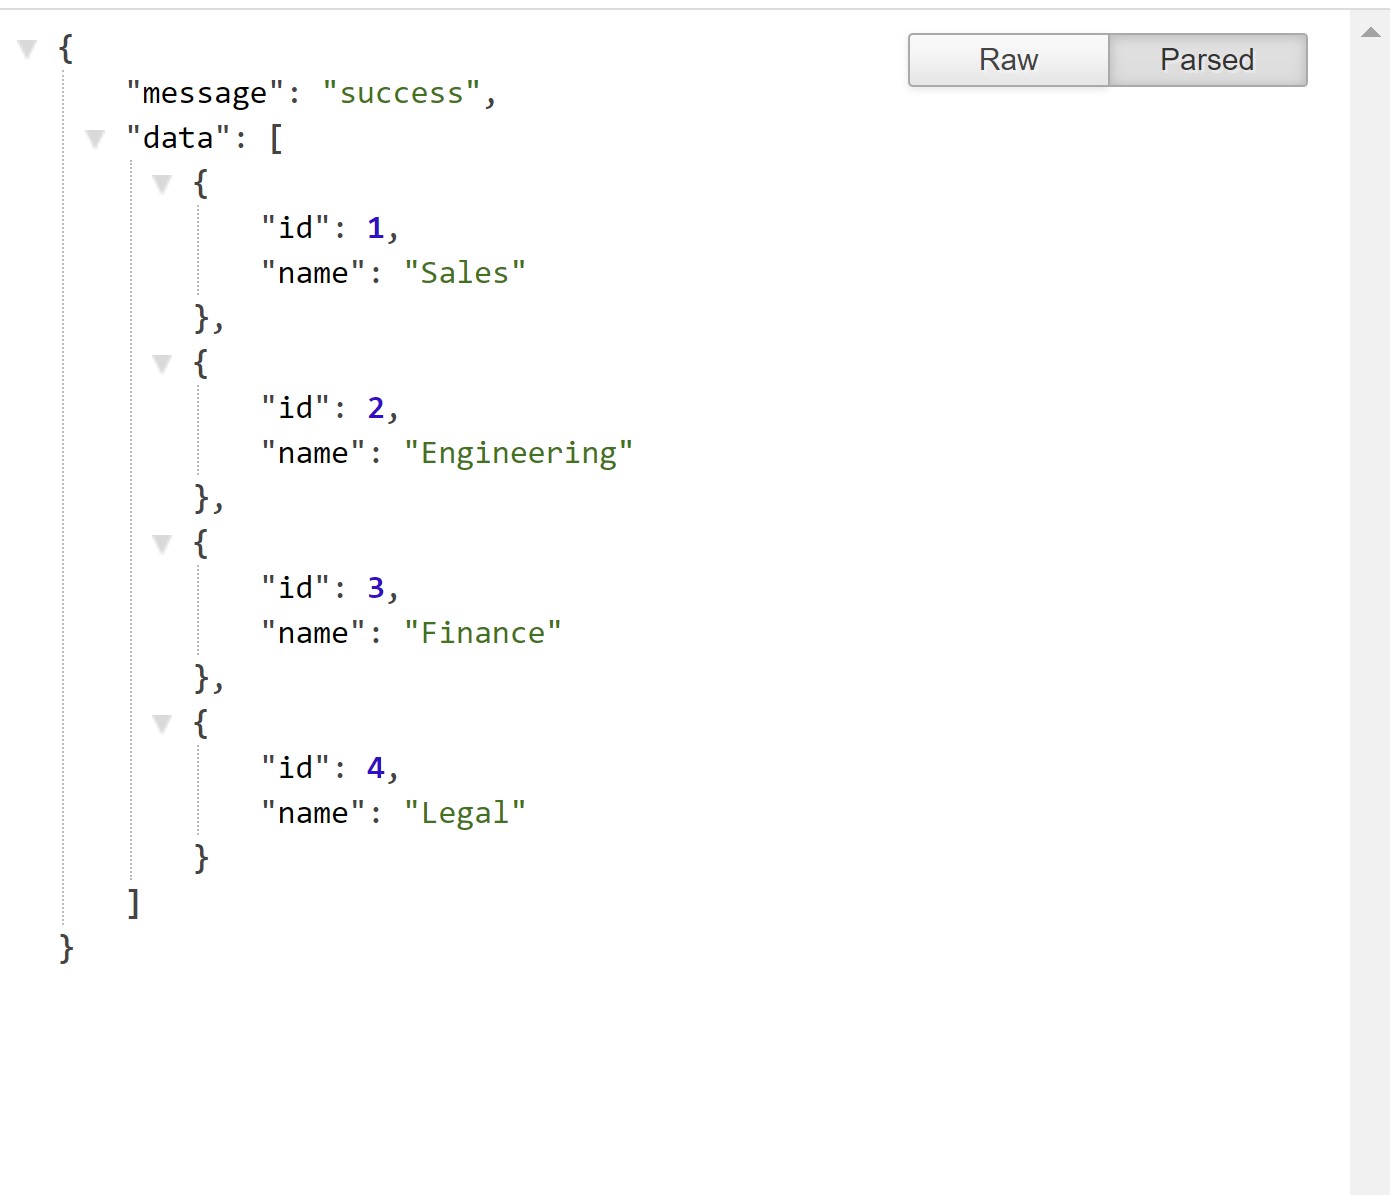 {
Raw Parsed
"message": "success",
"data": [
{
"id": 1,
"name": "Sales"
},
{
"id": 2,
"name": "Engineering"
},
{
"id": 3,
"name": "Finance"
},
{
"id": 4,
"name": "Legal"
}
]
}